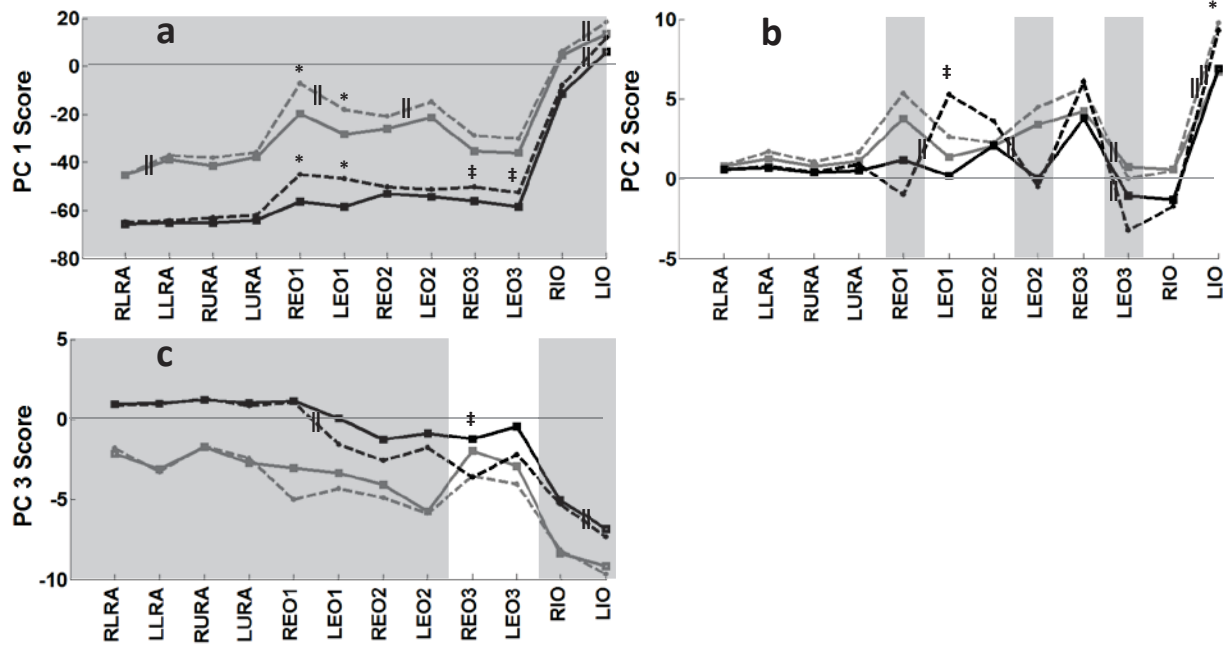 a
PC 1 Score
20
0
-20
-40
-60
-80
*
*
*
*
‡
‡
||
||
||
||
||
RLRA
LLRA
RURA
LURA
REO1
LEO1
REO2
LEO2
REO3
LEO3
RIO
LIO
b
PC 2 Score
10
5
0
-5
‡
*
||
||
||
||
||
||
RLRA
LLRA
RURA
LURA
REO1
LEO1
REO2
LEO2
REO3
LEO3
RIO
LIO
c
PC 3 Score
5
0
-5
-10
||
‡
||
RLRA
LLRA
RURA
LURA
REO1
LEO1
REO2
LEO2
REO3
LEO3
RIO
LIO